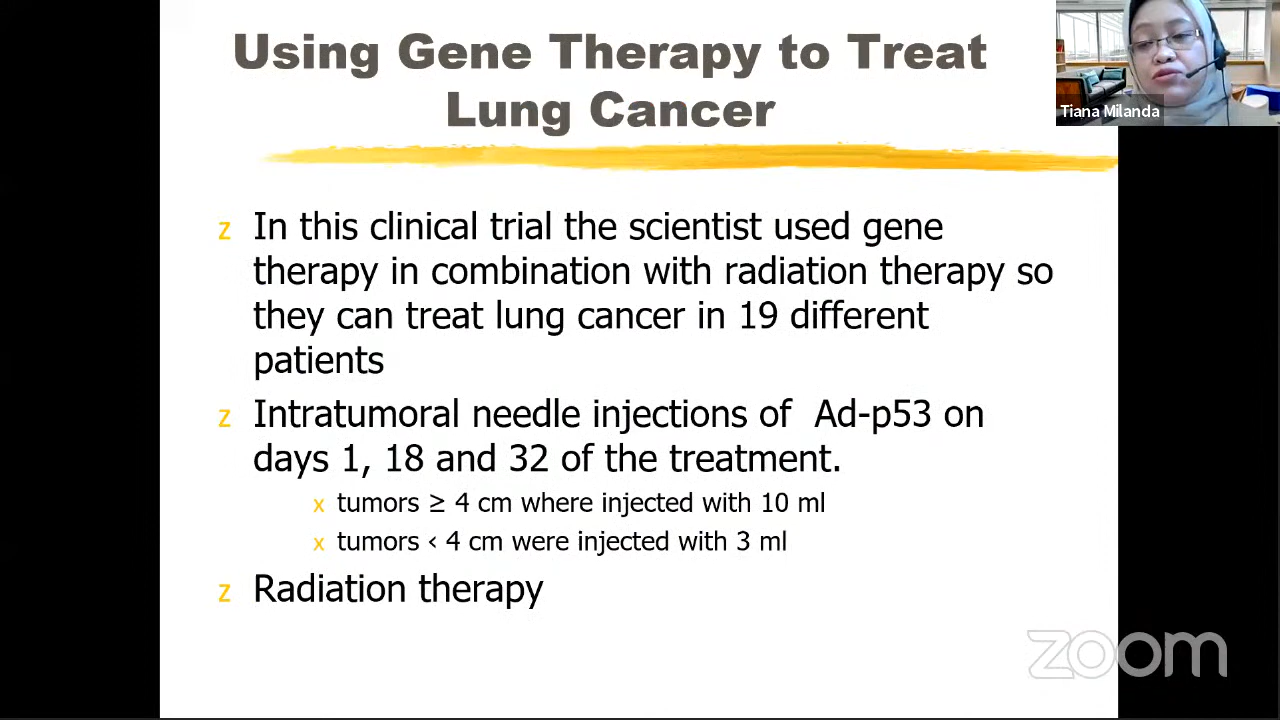 Using Gene Therapy to Treat
Lung Cancer
Tiana Milanda
z In this clinical trial the scientist used gene
therapy in combination with radiation therapy so
they can treat lung cancer in 19 different
patients
z Intratumoral needle injections of Ad-p53 on
days 1, 18 and 32 of the treatment.
x tumors ≥ 4 cm where injected with 10 ml
x tumors < 4 cm were injected with 3 ml
z Radiation therapy
zoom